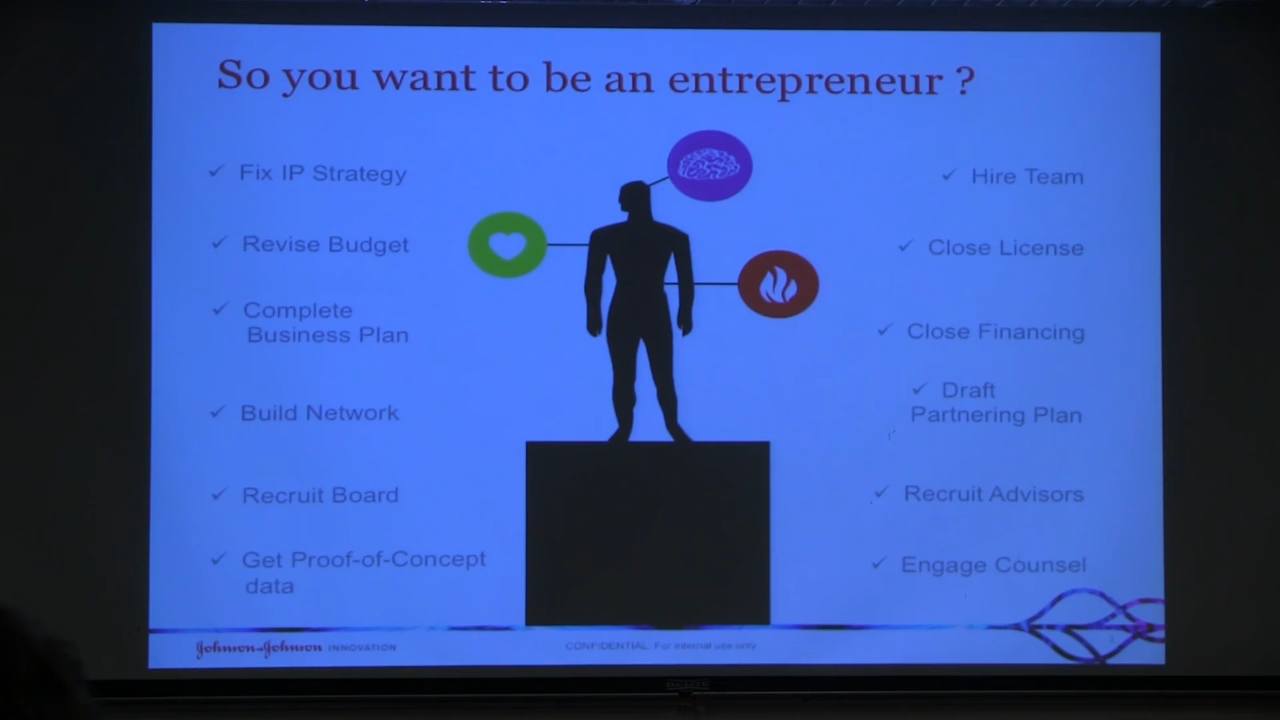 So you want to be an entrepreneur ?
Fix IP Strategy
Revise Budget
Complete
Business Plan
Build Network
Recruit Board
Get Proof-of-Concept
data
Hire Team
Close License
Close Financing
Draft
Partnering Plan
Recruit Advisors
Engage Counsel
Johnson & Johnson INNOVATION
CONFIDENTIAL: For internal use only